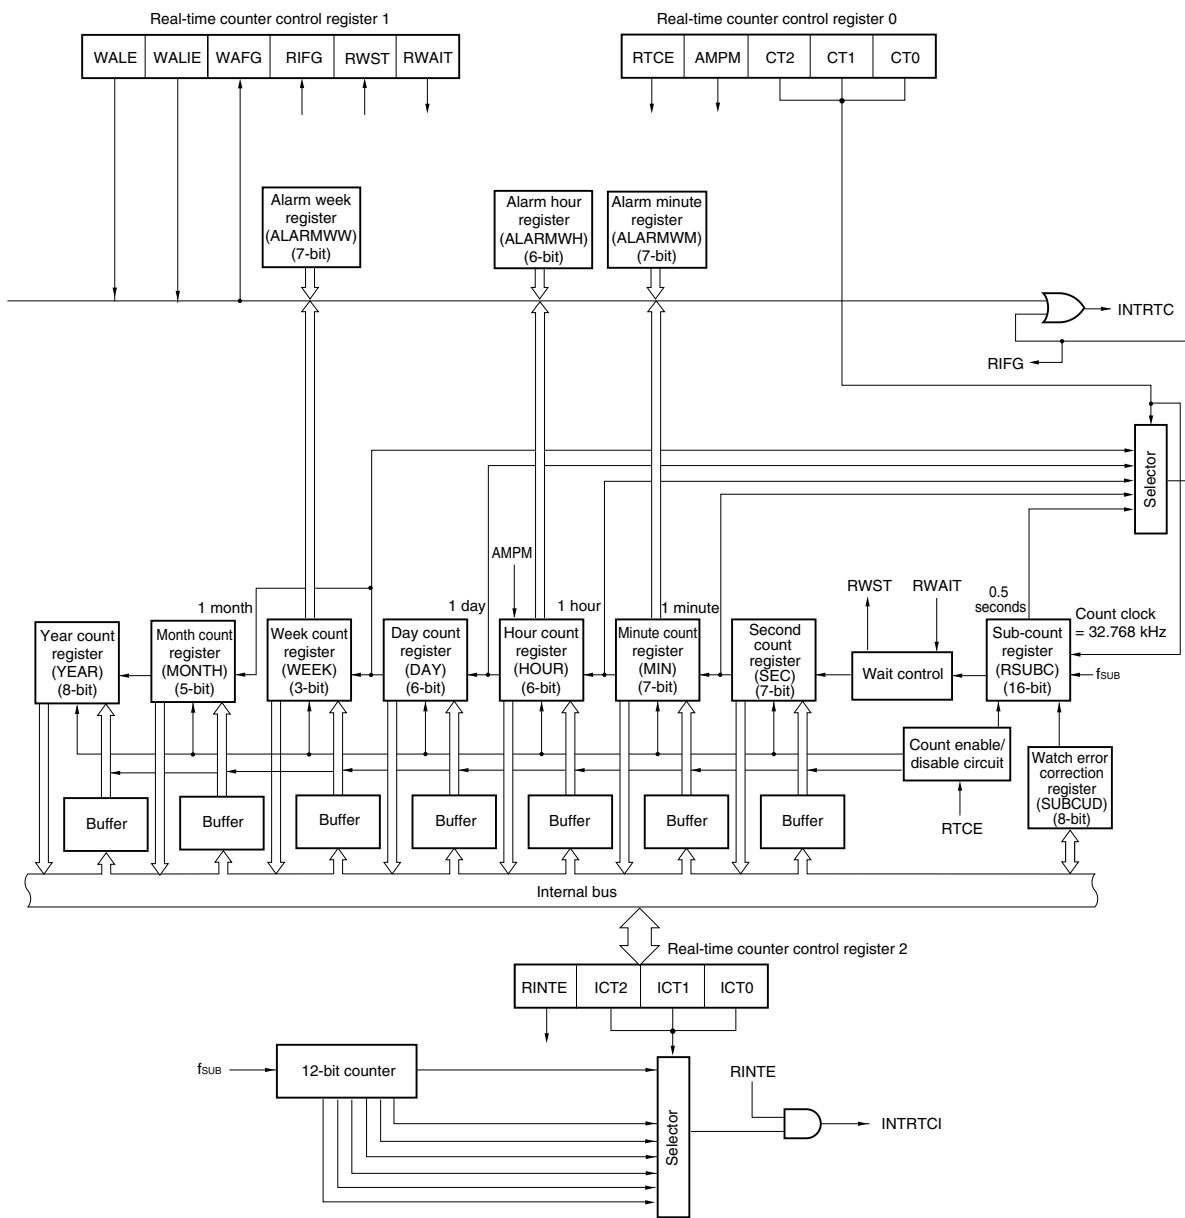 Real-time counter control register 1
Real-time counter control register 0
WALE WALIE WAFG RIFG RWST RWAIT
RTCE AMPM CT2 CT1 CT0
Alarm week
register
(ALARMWW)
(7-bit)
Alarm hour
register
(ALARMWH)
(6-bit)
Alarm minute
register
(ALARMWM)
(7-bit)
INTRTC
RIFG
Selector
AMPM
RWST
RWAIT
0.5
seconds
Count clock
= 32.768 kHz
1 month
1 day
1 hour
1 minute
Year count
register
(YEAR)
(8-bit)
Month count
register
(MONTH)
(5-bit)
Week count
register
(WEEK)
(3-bit)
Day count
register
(DAY)
(6-bit)
Hour count
register
(HOUR)
(6-bit)
Minute count
register
(MIN)
(7-bit)
Second
count
register
(SEC)
(7-bit)
Wait control
Sub-count
register
(RSUBC)
(16-bit)
fSUB
Count enable/
disable circuit
Watch error
correction
register
(SUBCUD)
(8-bit)
RTCE
Buffer
Buffer
Buffer
Buffer
Buffer
Buffer
Buffer
Internal bus
Real-time counter control register 2
RINTE ICT2 ICT1 ICT0
fSUB
12-bit counter
Selector
RINTE
INTRTCI